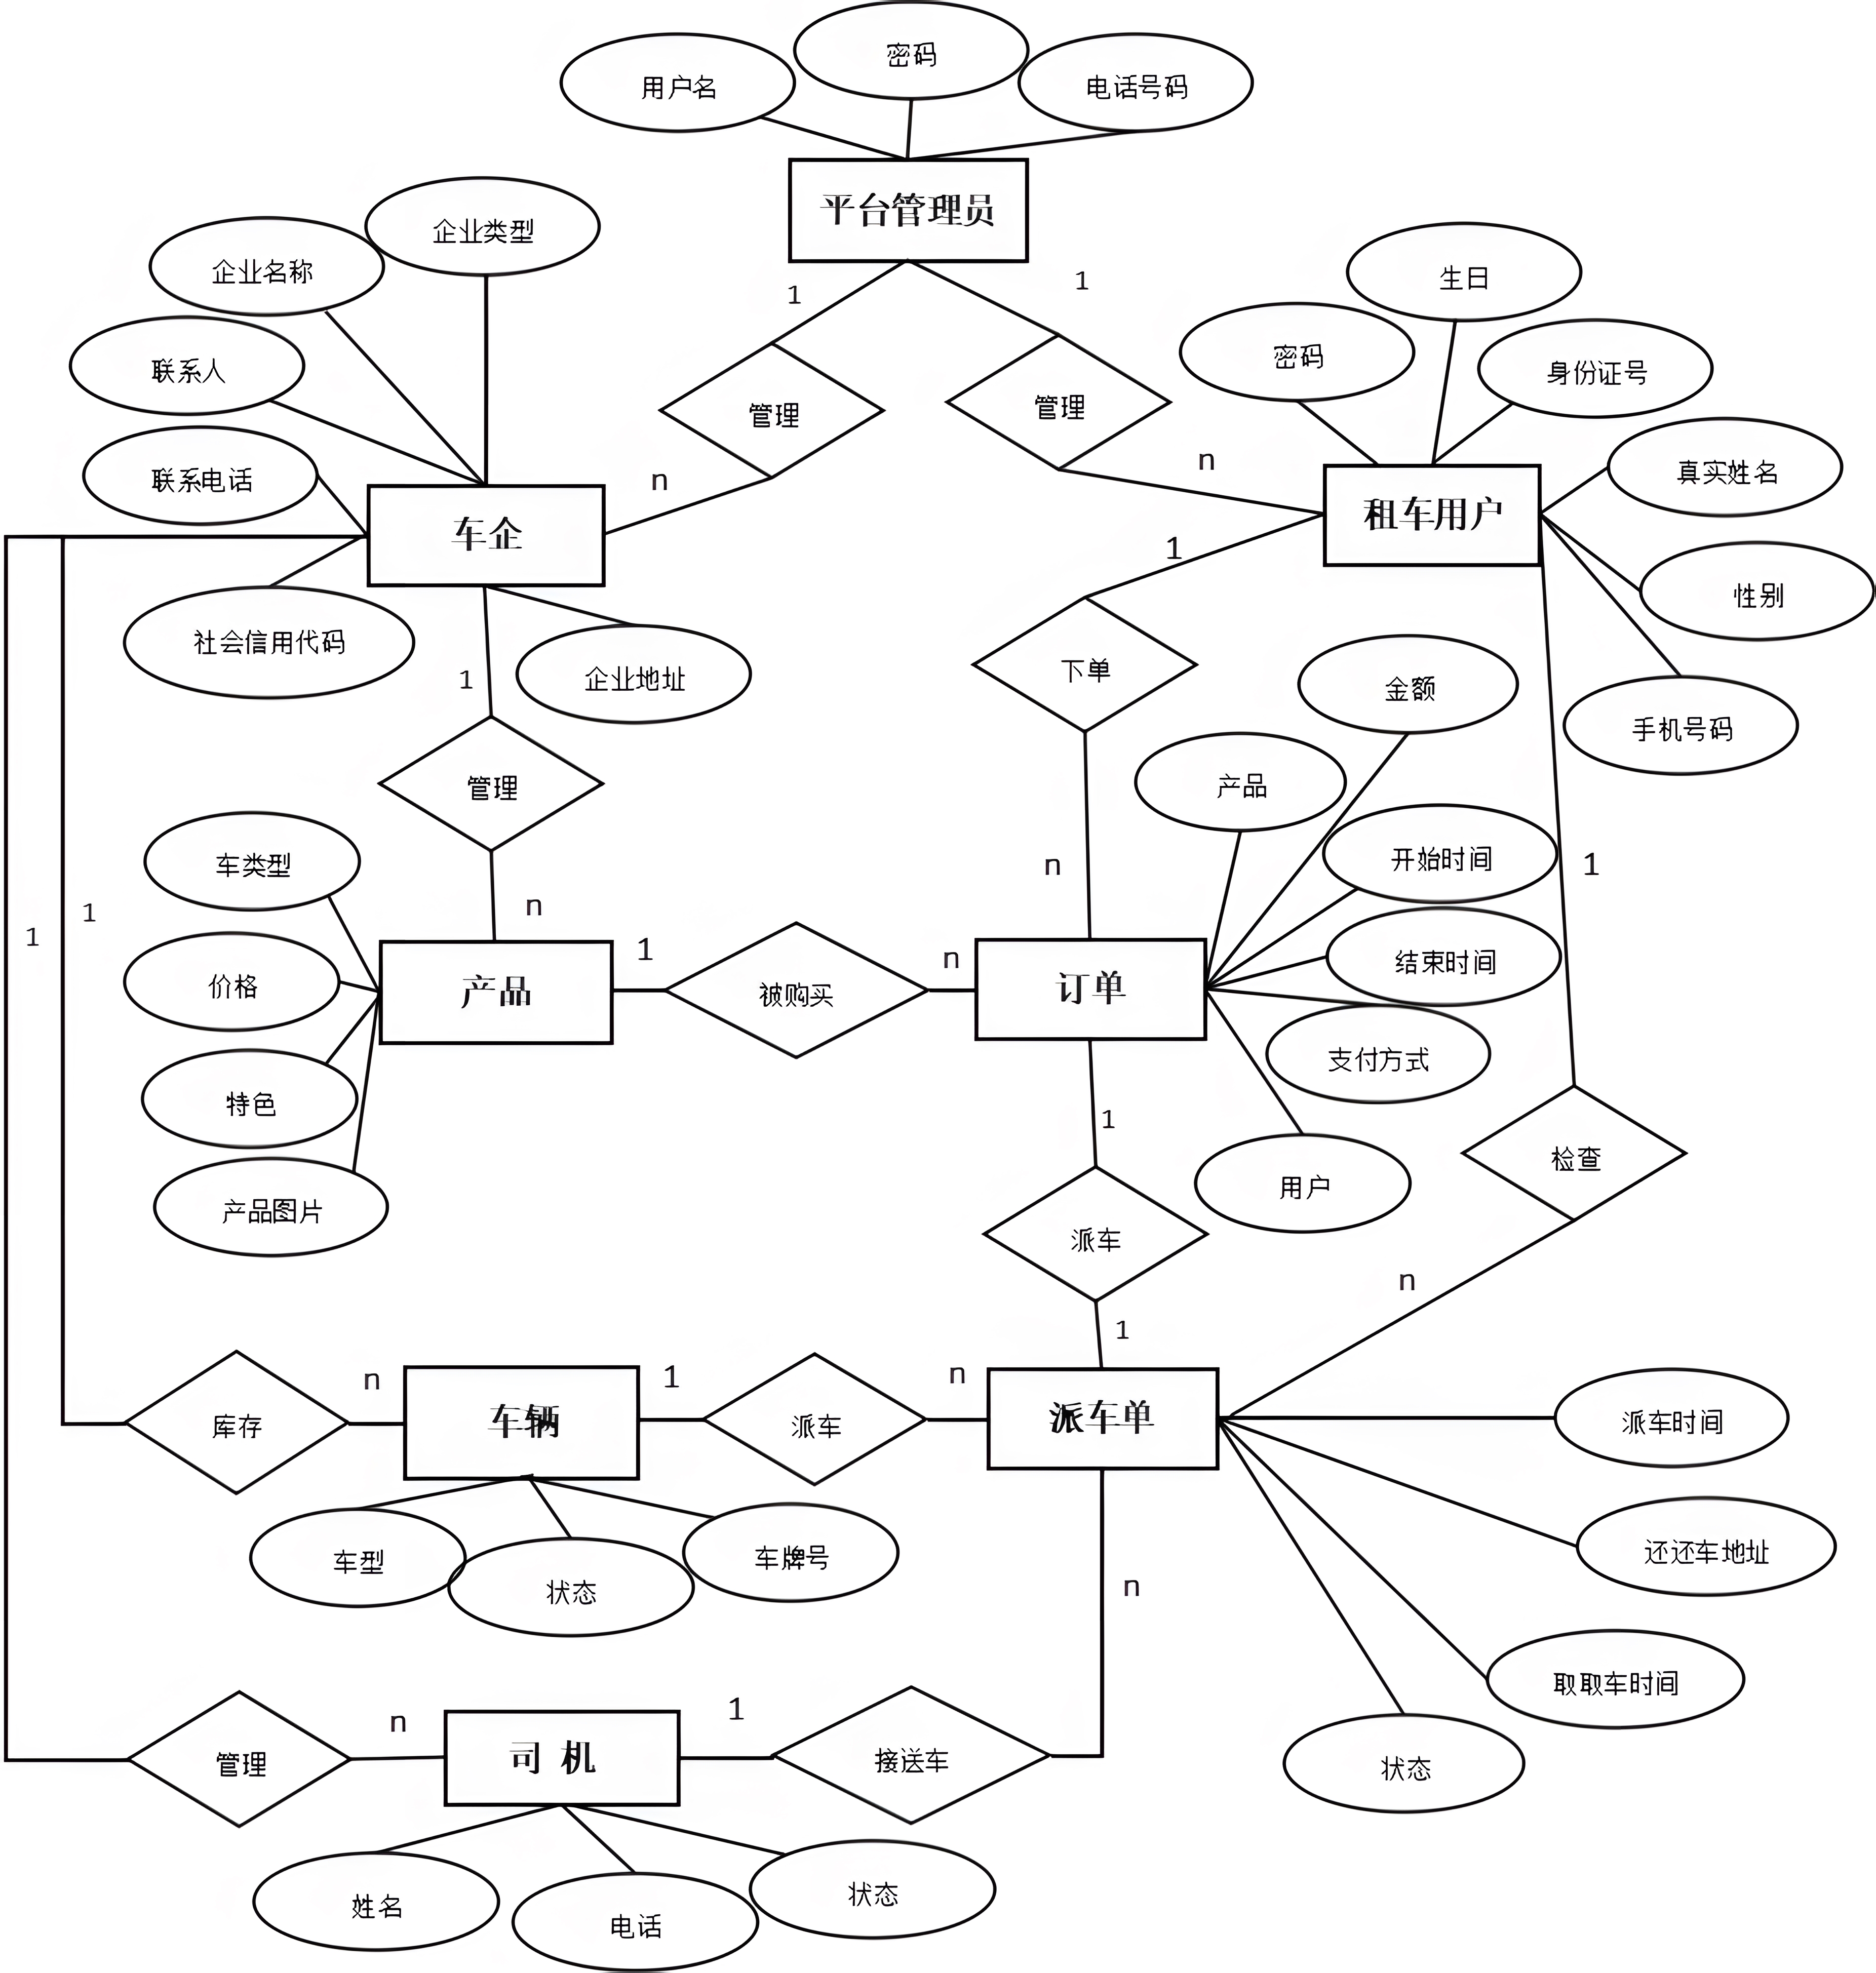 密码
用户名
电话号码
平台管理员
企业类型
企业名称
生日
1
1
密码
身份证号
联系人
管理
管理
联系电话
n
n
真实姓名
车企
租车用户
1
性别
社会信用代码
企业地址
1
下单
金额
手机号码
管理
产品
车类型
n
n
开始时间
1
1
1
价格
产品
1
被购买
n
订单
结束时间
特色
支付方式
1
产品图片
用户
检查
派车
n
1
库存
n
车辆
1
派车
n
派车单
派车时间
车型
状态
车牌号
n
还还车地址
管理
n
司 机
1
接送车
取取车时间
状态
姓名
电话
状态